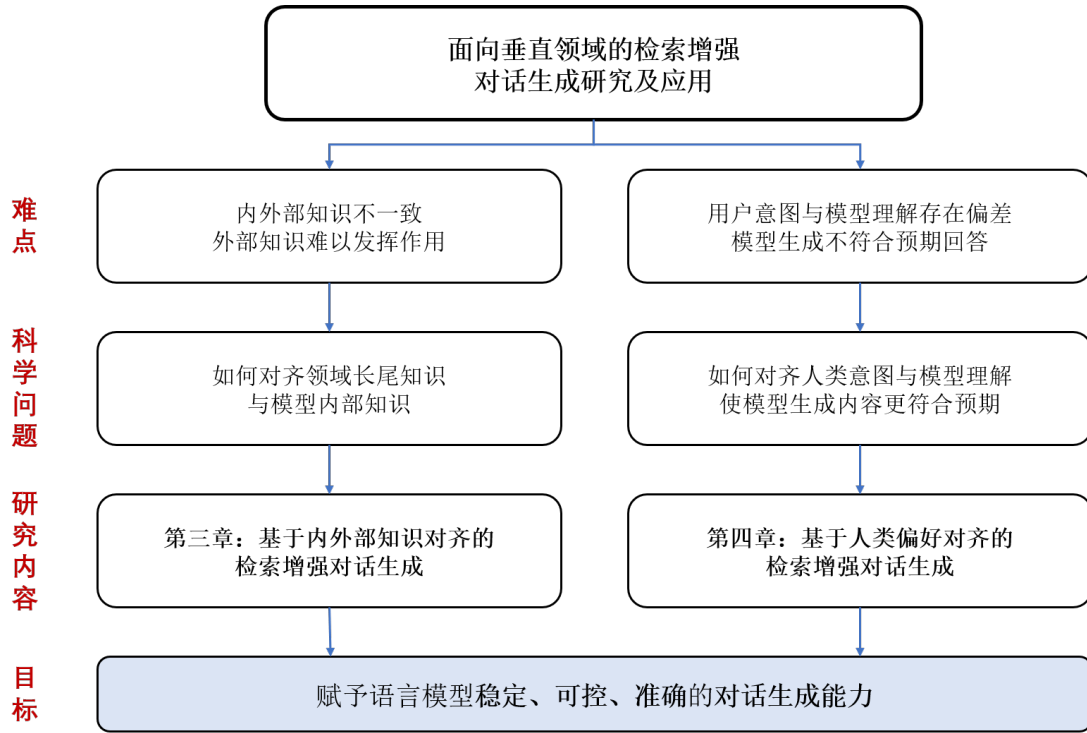 面向垂直领域的检索增强
对话生成研究及应用
难点
内外部知识不一致
外部知识难以发挥作用
用户意图与模型理解存在偏差
模型生成不符合预期回答
科学问题
如何对齐领域长尾知识
与模型内部知识
如何对齐人类意图与模型理解
使模型生成内容更符合预期
研究内容
第三章：基于内外部知识对齐的
检索增强对话生成
第四章：基于人类偏好对齐的
检索增强对话生成
目标
赋予语言模型稳定、可控、准确的对话生成能力